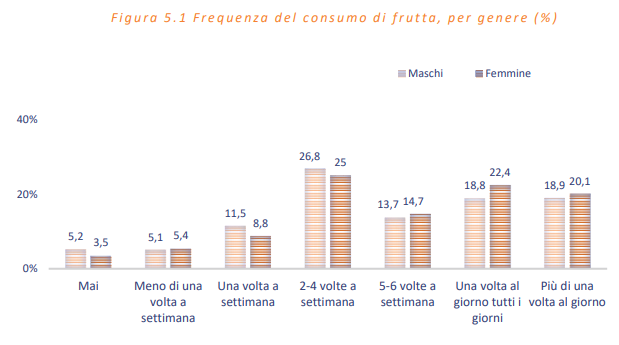 Figura 5.1 Frequenza del consumo di frutta, per genere (%)
Maschi Femmine
40%
20%
0%
5,2 3,5
5,1 5,4
11,5 8,8
26,8 25
13,7 14,7
18,8 22,4
18,9 20,1
Mai
Meno di una
volta a
settimana
Una volta a
settimana
2-4 volte a
settimana
5-6 volte a
settimana
Una volta al
giorno tutti i
giorni
Più di una
volta al giorno